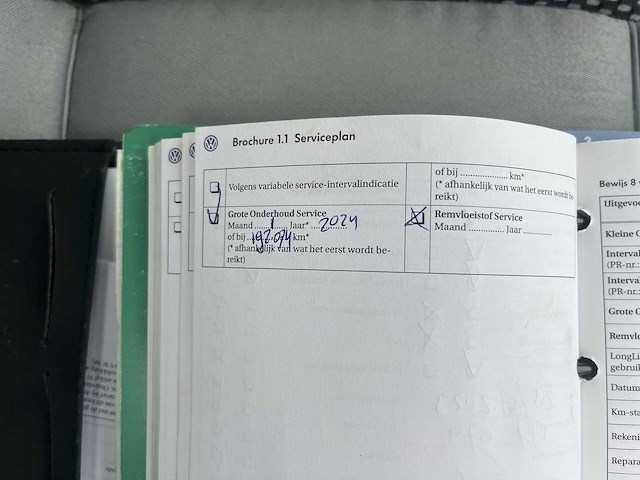 Brochure 1.1 Serviceplan
Volgens variabele service-intervalindicatie
of bij .................... km*
(* afhankelijk van wat het eerst wordt be-
reikt)
Grote Onderhoud Service
Maand ....1.... Jaar* ...2024...
of bij ...192.074 km*
(* afhankelijk van wat het eerst wordt be-
reikt)
Remvloeistof Service
Maand ............. Jaar ...........
Bewijs 8
Uitgevoe
Kleine O
Interval
(PR-nr.:
Interval
(PR-nr.:
Grote O
Remvlo
LongLi
gebruik
Datum
Km-sta
Rekeni
Repara